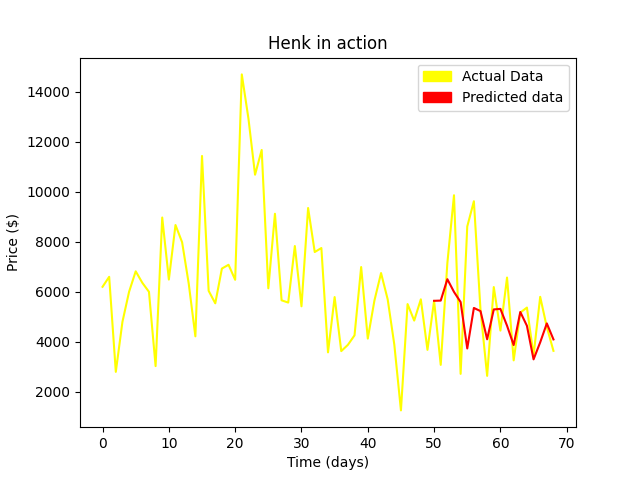 Henk in action
Actual Data
Predicted data
Price ($)
14000
12000
10000
8000
6000
4000
2000
0 10 20 30 40 50 60 70
Time (days)